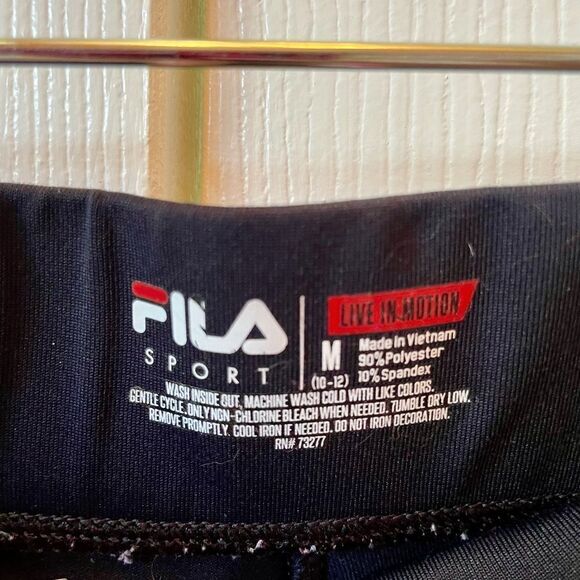 FILA
SPORT
LIVE IN MOTION
M
(10-12)
Made in Vietnam
90% Polyester
10% Spandex
WASH INSIDE OUT, MACHINE WASH COLD WITH LIKE COLORS.
GENTLE CYCLE. ONLY NON-CHLORINE BLEACH WHEN NEEDED. TUMBLE DRY LOW.
REMOVE PROMPTLY. COOL IRON IF NEEDED. DO NOT IRON DECORATION.
RN# 73277